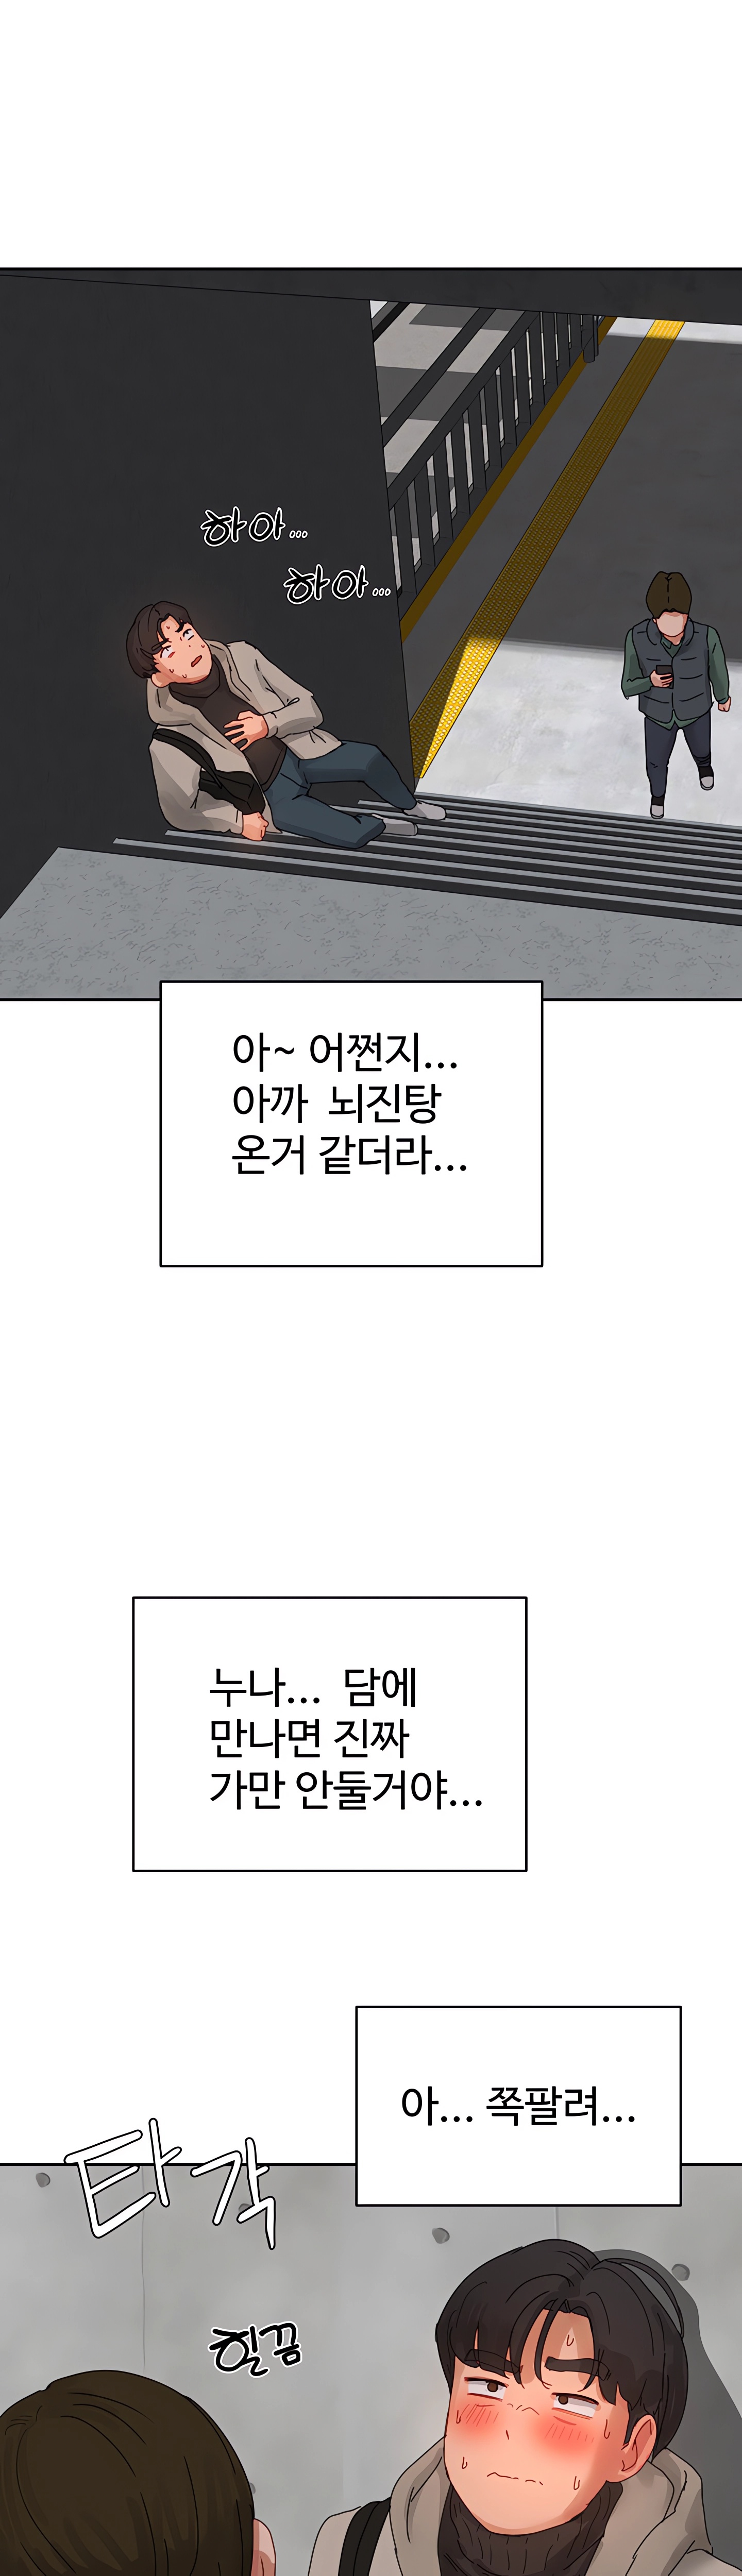 하아...
하아...
아~ 어쩐지...
아까 뇌진탕
온거 같더라...
누나... 담에
만나면 진짜
가만 안둘거야...
아... 쪽팔려...
타각
힐끔